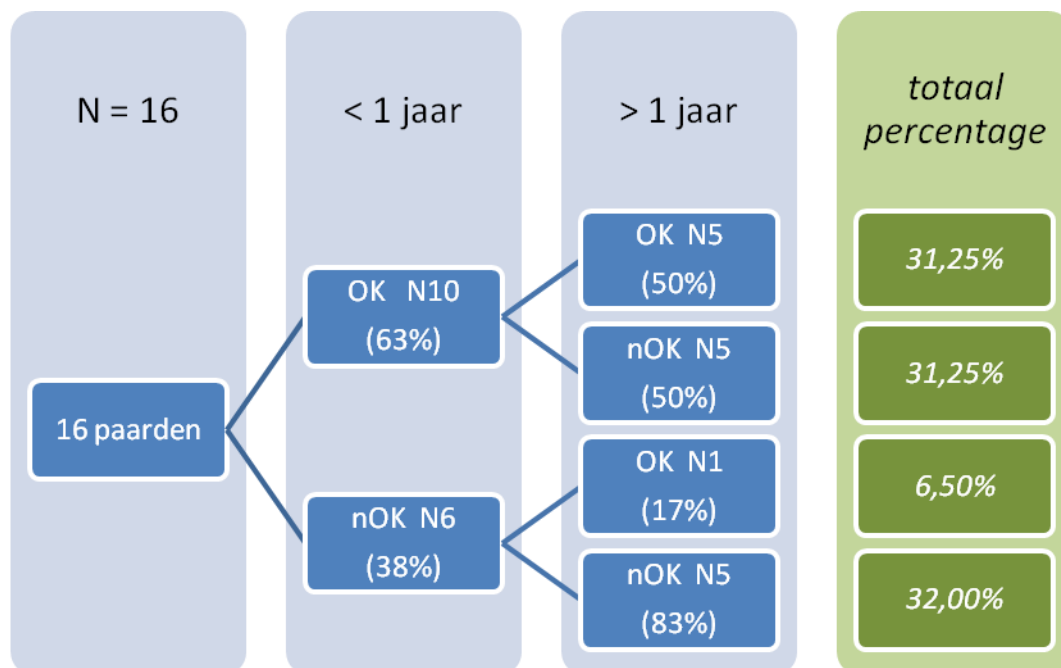 N = 16
< 1 jaar
> 1 jaar
totaal
percentage
16 paarden
OK N10
(63%)
nOK N6
(38%)
OK N5
(50%)
nOK N5
(50%)
OK N1
(17%)
nOK N5
(83%)
31,25%
31,25%
6,50%
32,00%